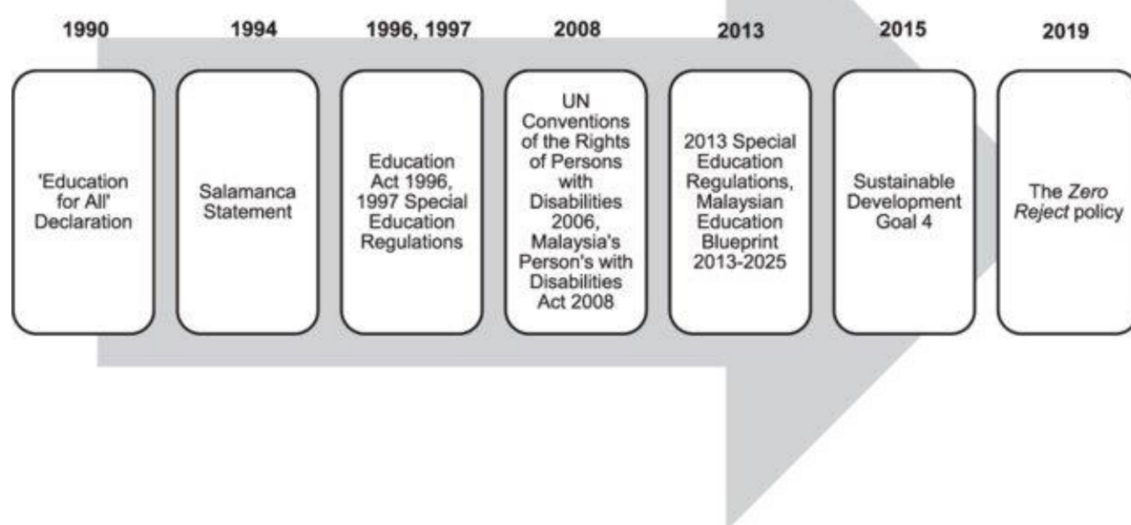 1990
'Education
for All'
Declaration
1994
Salamanca
Statement
1996, 1997
Education
Act 1996,
1997 Special
Education
Regulations
2008
UN
Conventions
of the Rights
of Persons
with
Disabilities
2006,
Malaysia's
Person's with
Disabilities
Act 2008
2013
2013 Special
Education
Regulations,
Malaysian
Education
Blueprint
2013-2025
2015
Sustainable
Development
Goal 4
2019
The Zero
Reject policy